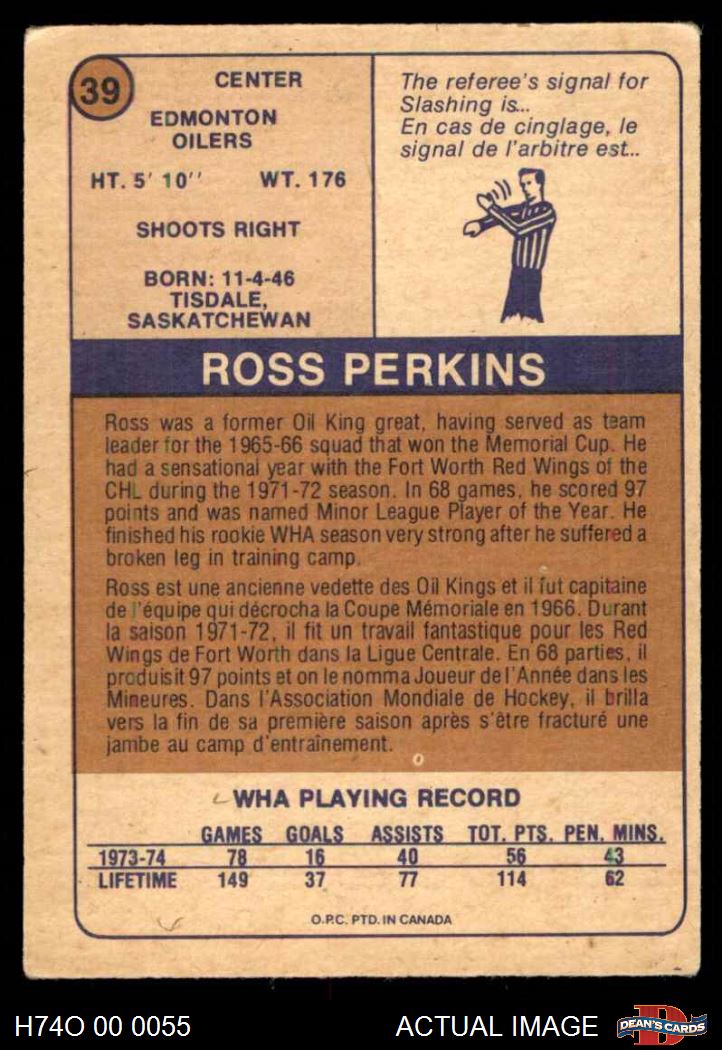 39
CENTER
EDMONTON
OILERS
HT. 5' 10'' WT. 176
SHOOTS RIGHT
BORN: 11-4-46
TISDALE,
SASKATCHEWAN
The referee's signal for
Slashing is...
En cas de cinglage, le
signal de l'arbitre est...
ROSS PERKINS
Ross was a former Oil King great, having served as team
leader for the 1965-66 squad that won the Memorial Cup. He
had a sensational year with the Fort Worth Red Wings of the
CHL during the 1971-72 season. In 68 games, he scored 97
points and was named Minor League Player of the Year. He
finished his rookie WHA season very strong after he suffered a
broken leg in training camp.
Ross est une ancienne vedette des Oil Kings et il fut capitaine
de l'équipe qui décrocha la Coupe Mémoriale en 1966. Durant
la saison 1971-72, il fit un travail fantastique pour les Red
Wings de Fort Worth dans la Ligue Centrale. En 68 parties, il
produisit 97 points et on le nomma Joueur de l'Année dans les
Mineures. Dans l'Association Mondiale de Hockey, il brilla
vers la fin de sa première saison après s'être fracturé une
jambe au camp d'entraînement.
WHA PLAYING RECORD
GAMES GOALS ASSISTS TOT. PTS. PEN. MINS.
1973-74 78 16 40 56 43
LIFETIME 149 37 77 114 62
O.P.C. PTD. IN CANADA
H74O 00 0055 ACTUAL IMAGE D DEAN'S CARDS